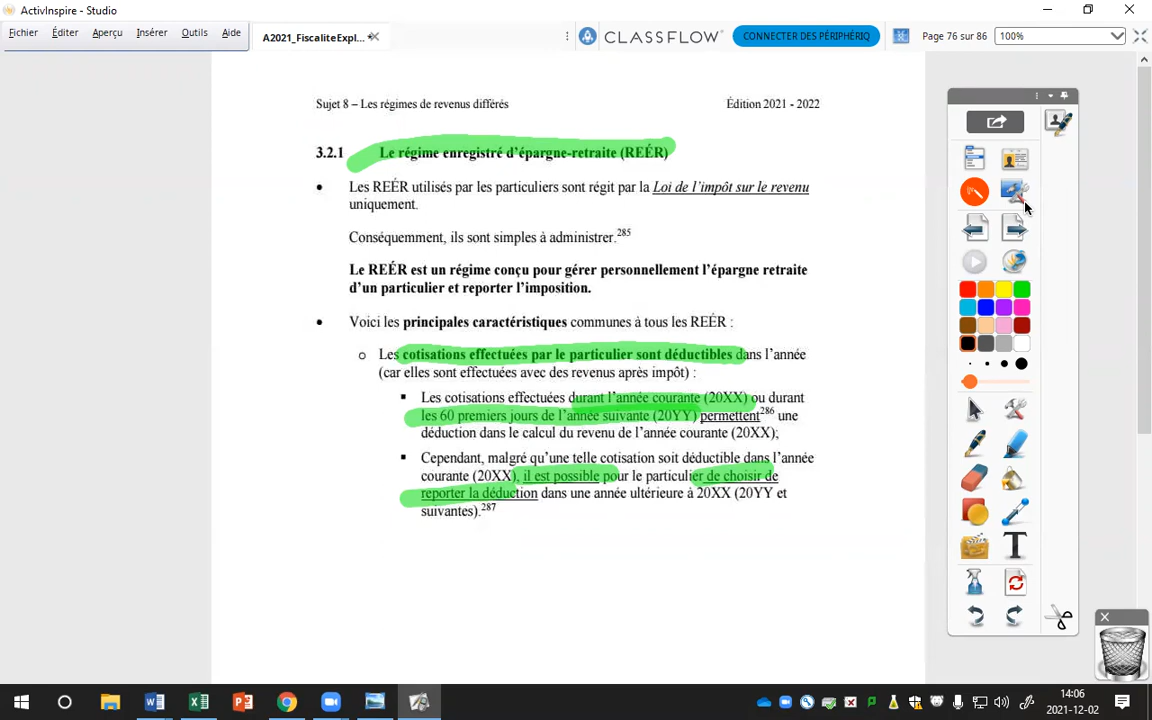 ActivInspire - Studio
Fichier Éditer Aperçu Insérer Outils Aide
A2021_FiscaliteExpl...
CLASSFLOW
CONNECTER DES PÉRIPHÉRIQ
Page 76 sur 86
100%
Sujet 8 – Les régimes de revenus différés Édition 2021 - 2022
3.2.1 Le régime enregistré d’épargne-retraite (REÉR)
• Les REÉR utilisés par les particuliers sont régit par la Loi de l’impôt sur le revenu
uniquement.
Conséquemment, ils sont simples à administrer.285
Le REÉR est un régime conçu pour gérer personnellement l’épargne retraite
d’un particulier et reporter l’imposition.
• Voici les principales caractéristiques communes à tous les REÉR :
o Les cotisations effectuées par le particulier sont déductibles dans l’année
(car elles sont effectuées avec des revenus après impôt) :
▪ Les cotisations effectuées durant l’année courante (20XX) ou durant
les 60 premiers jours de l’année suivante (20YY) permettent286 une
déduction dans le calcul du revenu de l’année courante (20XX);
▪ Cependant, malgré qu’une telle cotisation soit déductible dans l’année
courante (20XX), il est possible pour le particulier de choisir de
reporter la déduction dans une année ultérieure à 20XX (20YY et
suivantes).287
14:06
2021-12-02